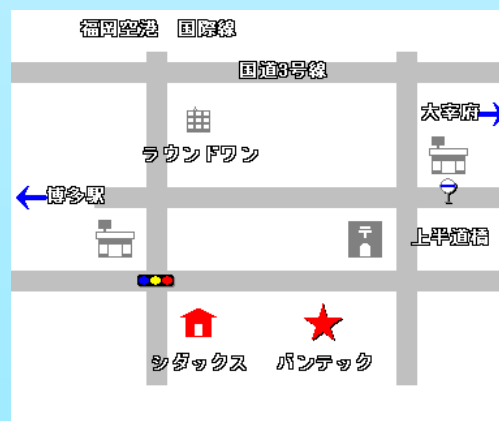 福岡空港　国際線
国道3号線
大宰府
ラウンドワン
博多駅
上半道橋
シダックス
バンテック